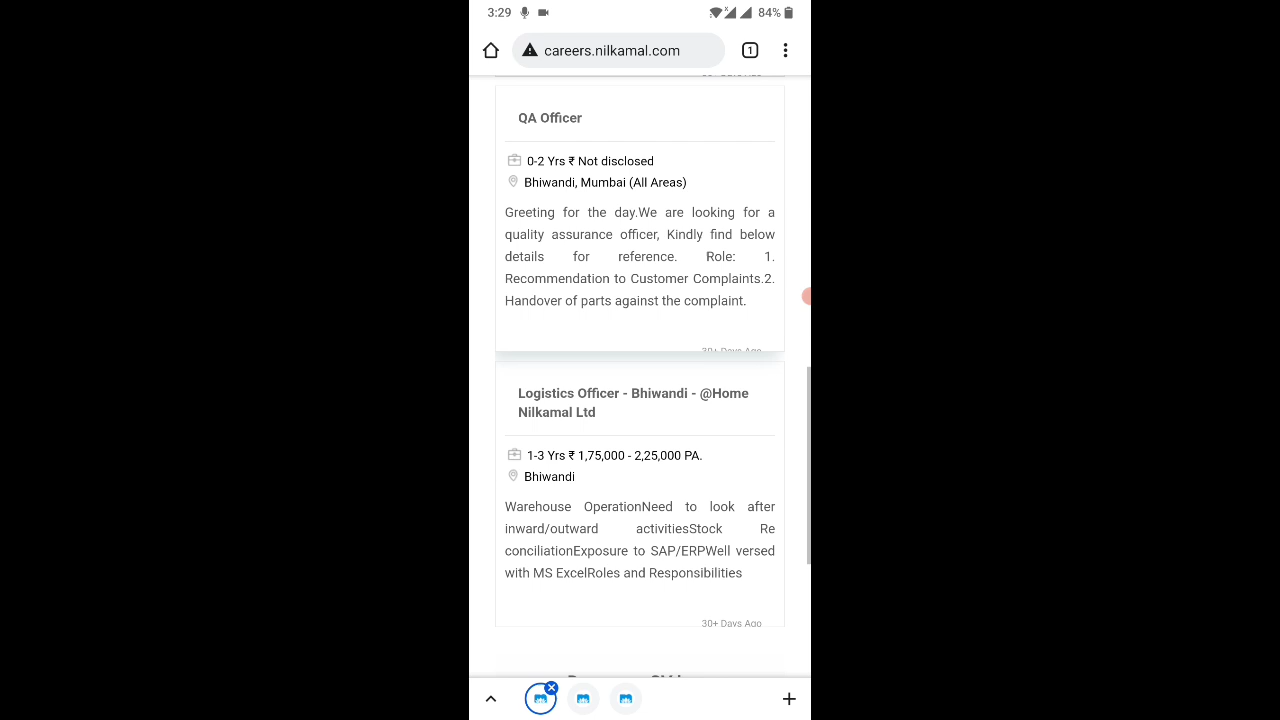 3:29
84%
careers.nilkamal.com
1
QA Officer
0-2 Yrs ₹ Not disclosed
Bhiwandi, Mumbai (All Areas)
Greeting for the day.We are looking for a
quality assurance officer, Kindly find below
details for reference. Role: 1.
Recommendation to Customer Complaints.2.
Handover of parts against the complaint.
30+ Days Ago
Logistics Officer - Bhiwandi - @Home
Nilkamal Ltd
1-3 Yrs ₹ 1,75,000 - 2,25,000 PA.
Bhiwandi
Warehouse OperationNeed to look after
inward/outward activitiesStock Re
conciliationExposure to SAP/ERPWell versed
with MS ExcelRoles and Responsibilities
30+ Days Ago